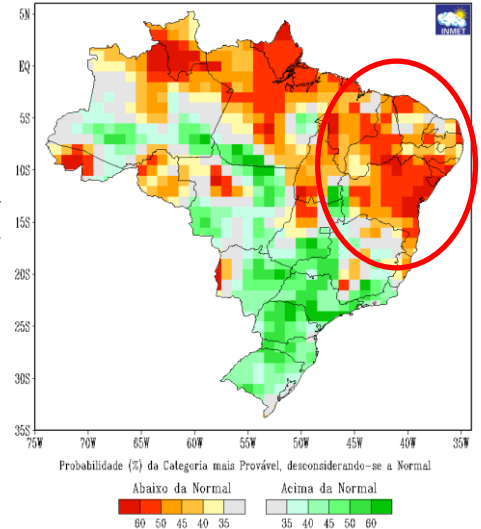 INMET
5N
EQ
5S
10S
15S
20S
25S
30S
35S
75W 70W 65W 60W 55W 50W 45W 40W 35W
Probabilidade (%) da Categoria mais Provável, desconsiderando-se a Normal
Abaixo da Normal Acima da Normal
60 50 45 40 35 35 40 45 50 60